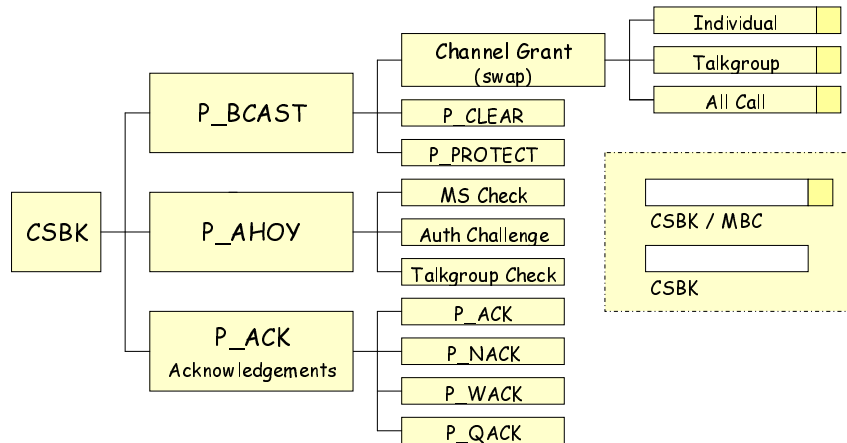 CSBK
P_BCAST
Channel Grant
(swap)
Individual
Talkgroup
All Call
P_CLEAR
P_PROTECT
P_AHOY
MS Check
Auth Challenge
Talkgroup Check
P_ACK
Acknowledgements
P_ACK
P_NACK
P_WACK
P_QACK
CSBK / MBC
CSBK